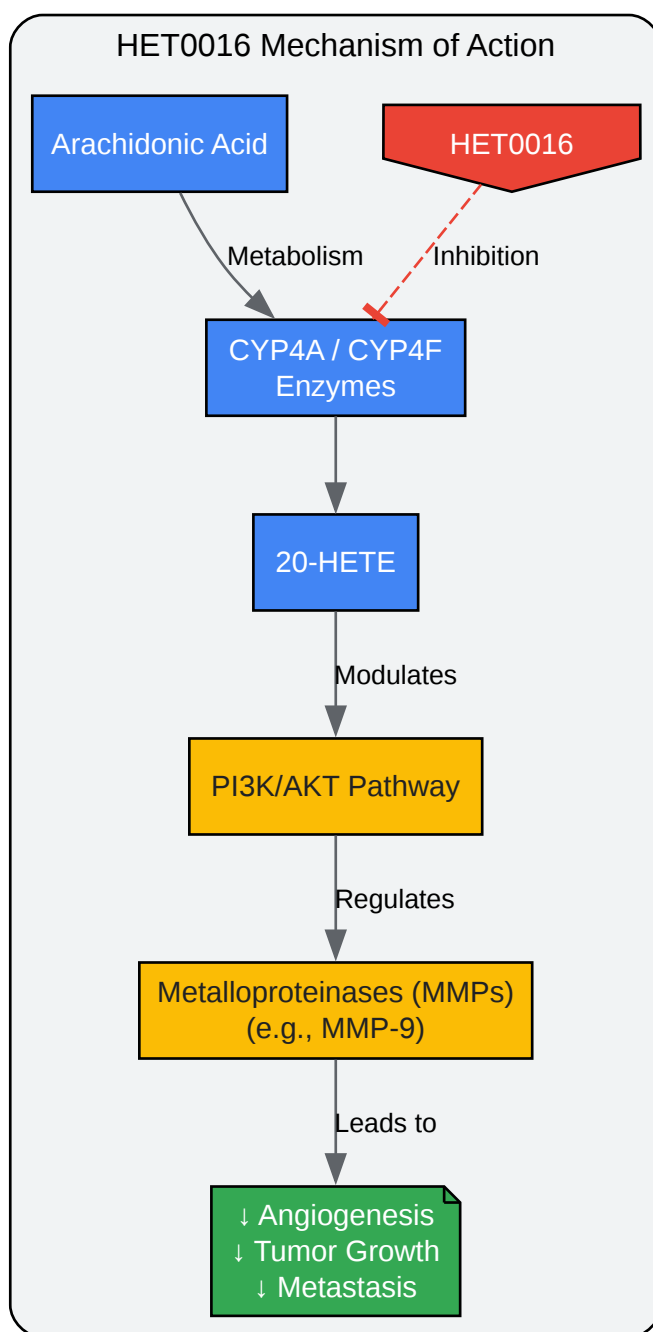 HET0016 Mechanism of Action
Arachidonic Acid
HET0016
Metabolism
Inhibition
CYP4A / CYP4F
Enzymes
20-HETE
Modulates
PI3K/AKT Pathway
Regulates
Metalloproteinases (MMPs)
(e.g., MMP-9)
Leads to
↓ Angiogenesis
↓ Tumor Growth
↓ Metastasis